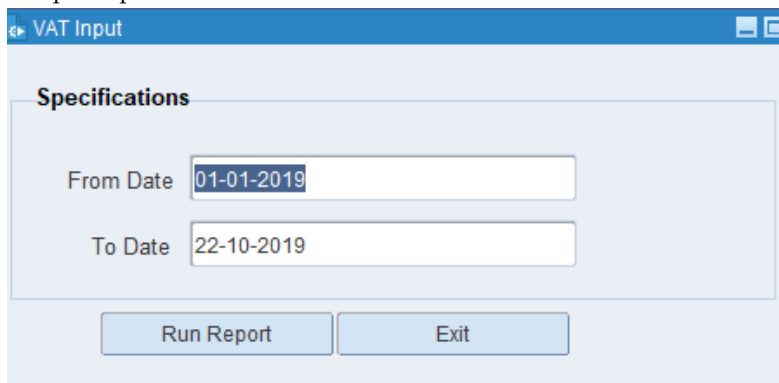 VAT Input
Specifications
From Date 01-01-2019
To Date 22-10-2019
Run Report Exit